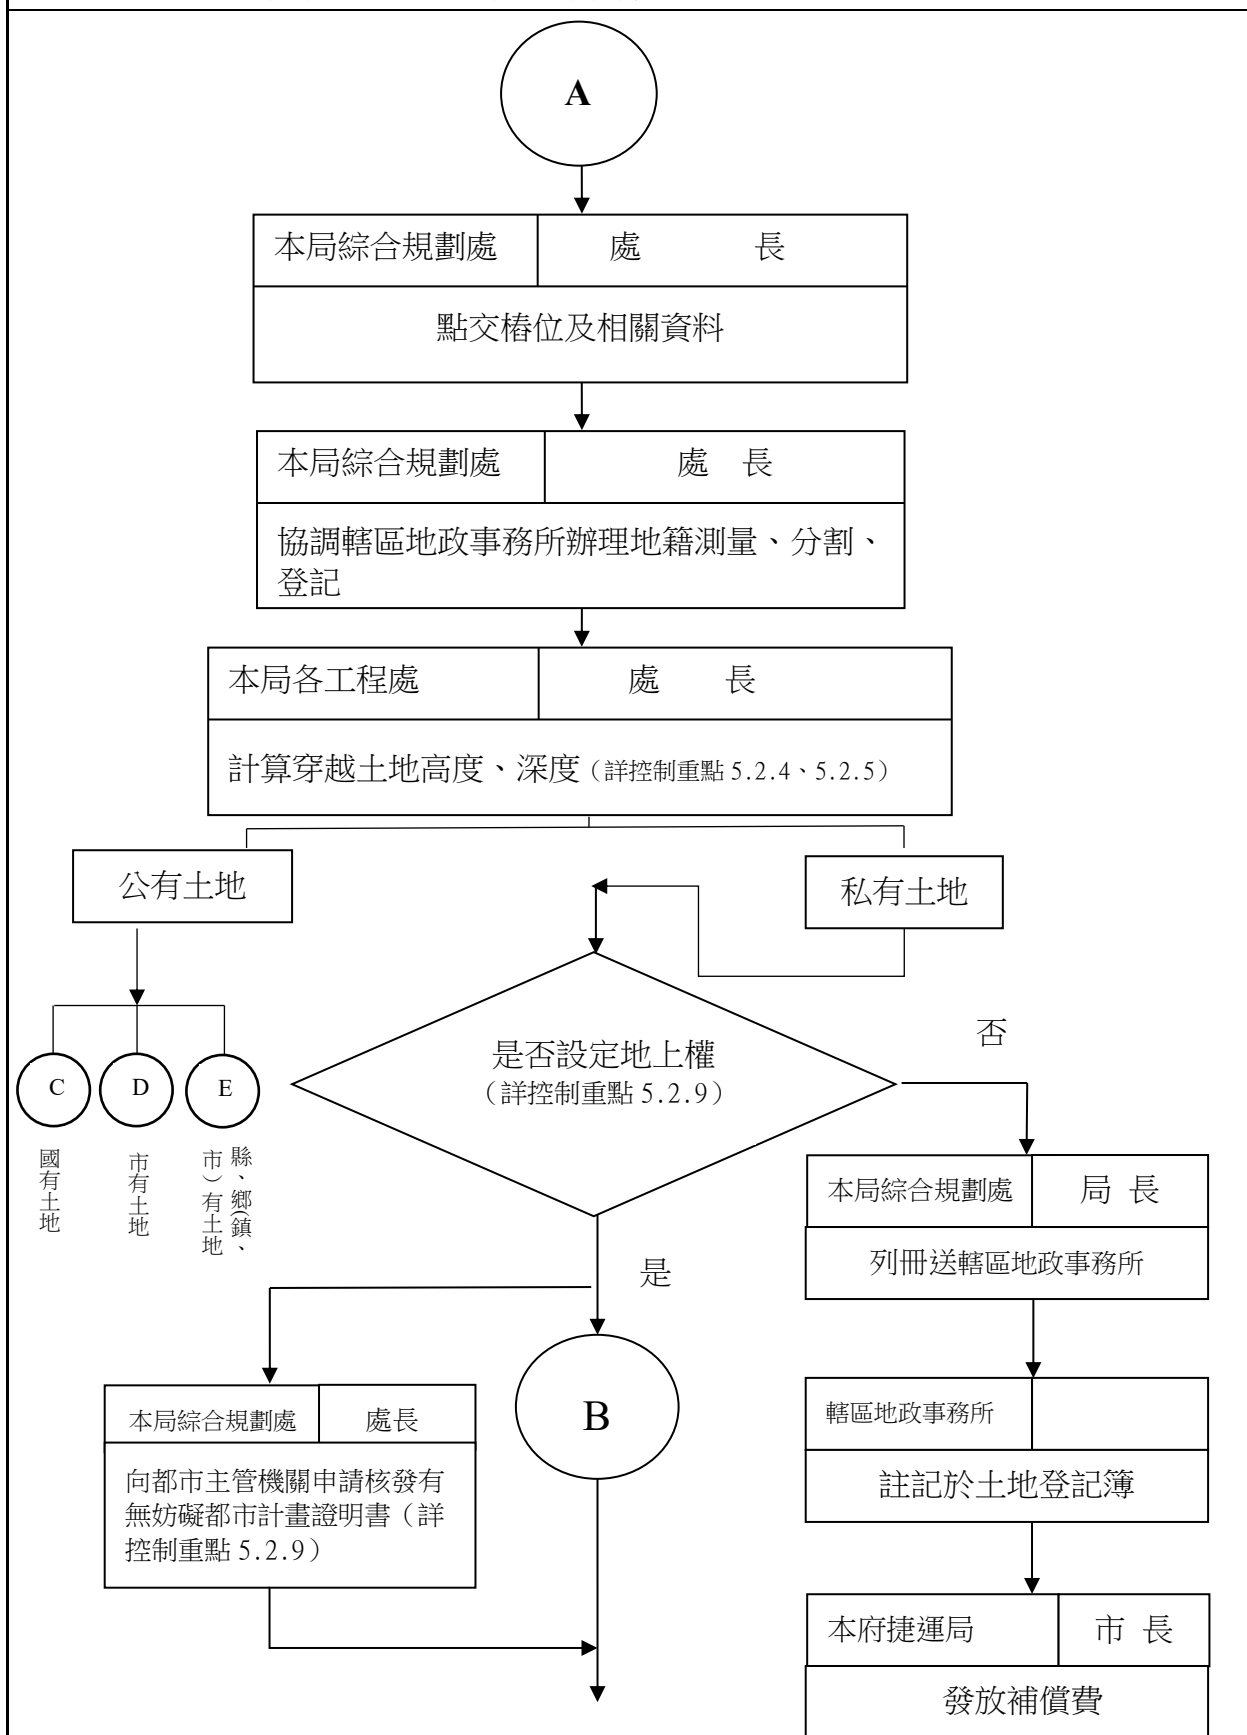 A
本局綜合規劃處
處 長
點交樁位及相關資料
本局綜合規劃處
處 長
協調轄區地政事務所辦理地籍測量、分割、
登記
本局各工程處
處 長
計算穿越土地高度、深度（詳控制重點 5.2.4、5.2.5）
公有土地
私有土地
C
D
E
國有土地
市有土地
縣、鄉(鎮、
市）有土地
是否設定地上權
（詳控制重點 5.2.9）
否
本局綜合規劃處
局 長
列冊送轄區地政事務所
是
B
本局綜合規劃處
處長
向都市主管機關申請核發有
無妨礙都市計畫證明書（詳
控制重點 5.2.9）
轄區地政事務所
註記於土地登記簿
本府捷運局
市 長
發放補償費